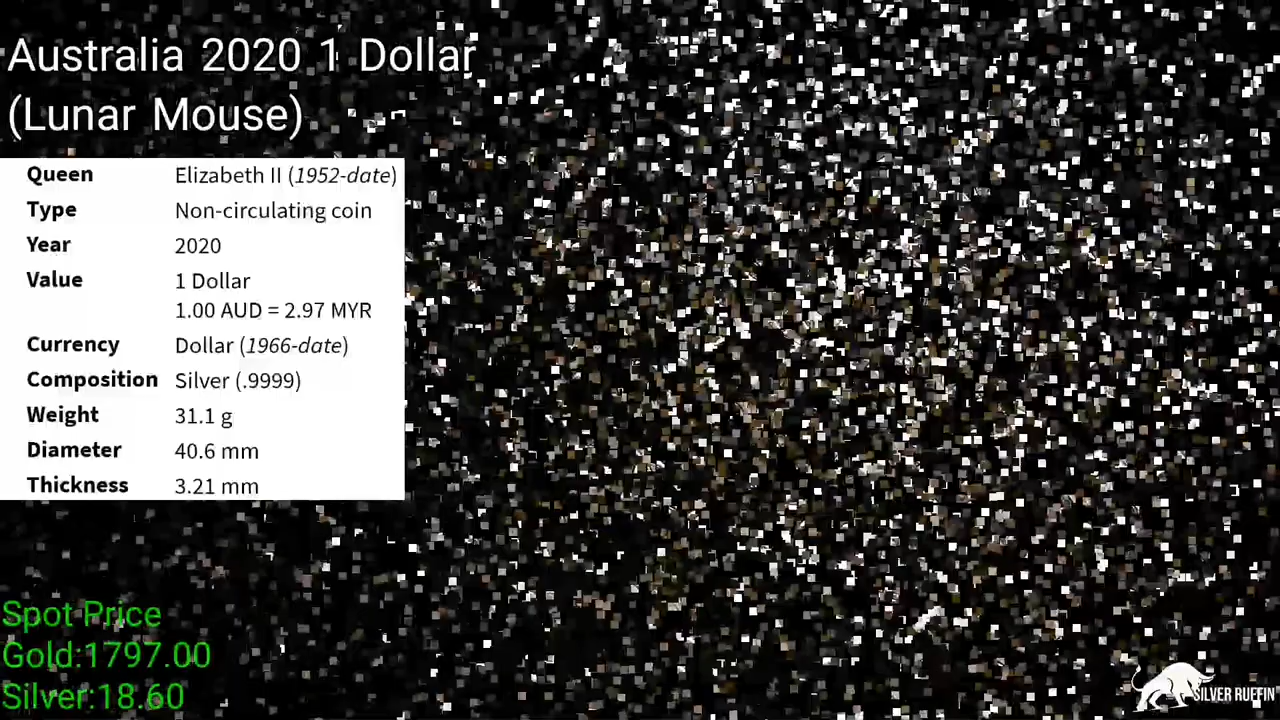 Australia 2020 1 Dollar
(Lunar Mouse)
Queen Elizabeth II (1952-date)
Type Non-circulating coin
Year 2020
Value 1 Dollar
1.00 AUD = 2.97 MYR
Currency Dollar (1966-date)
Composition Silver (.9999)
Weight 31.1 g
Diameter 40.6 mm
Thickness 3.21 mm
Spot Price
Gold:1797.00
Silver:18.60
SILVER RUFFIN